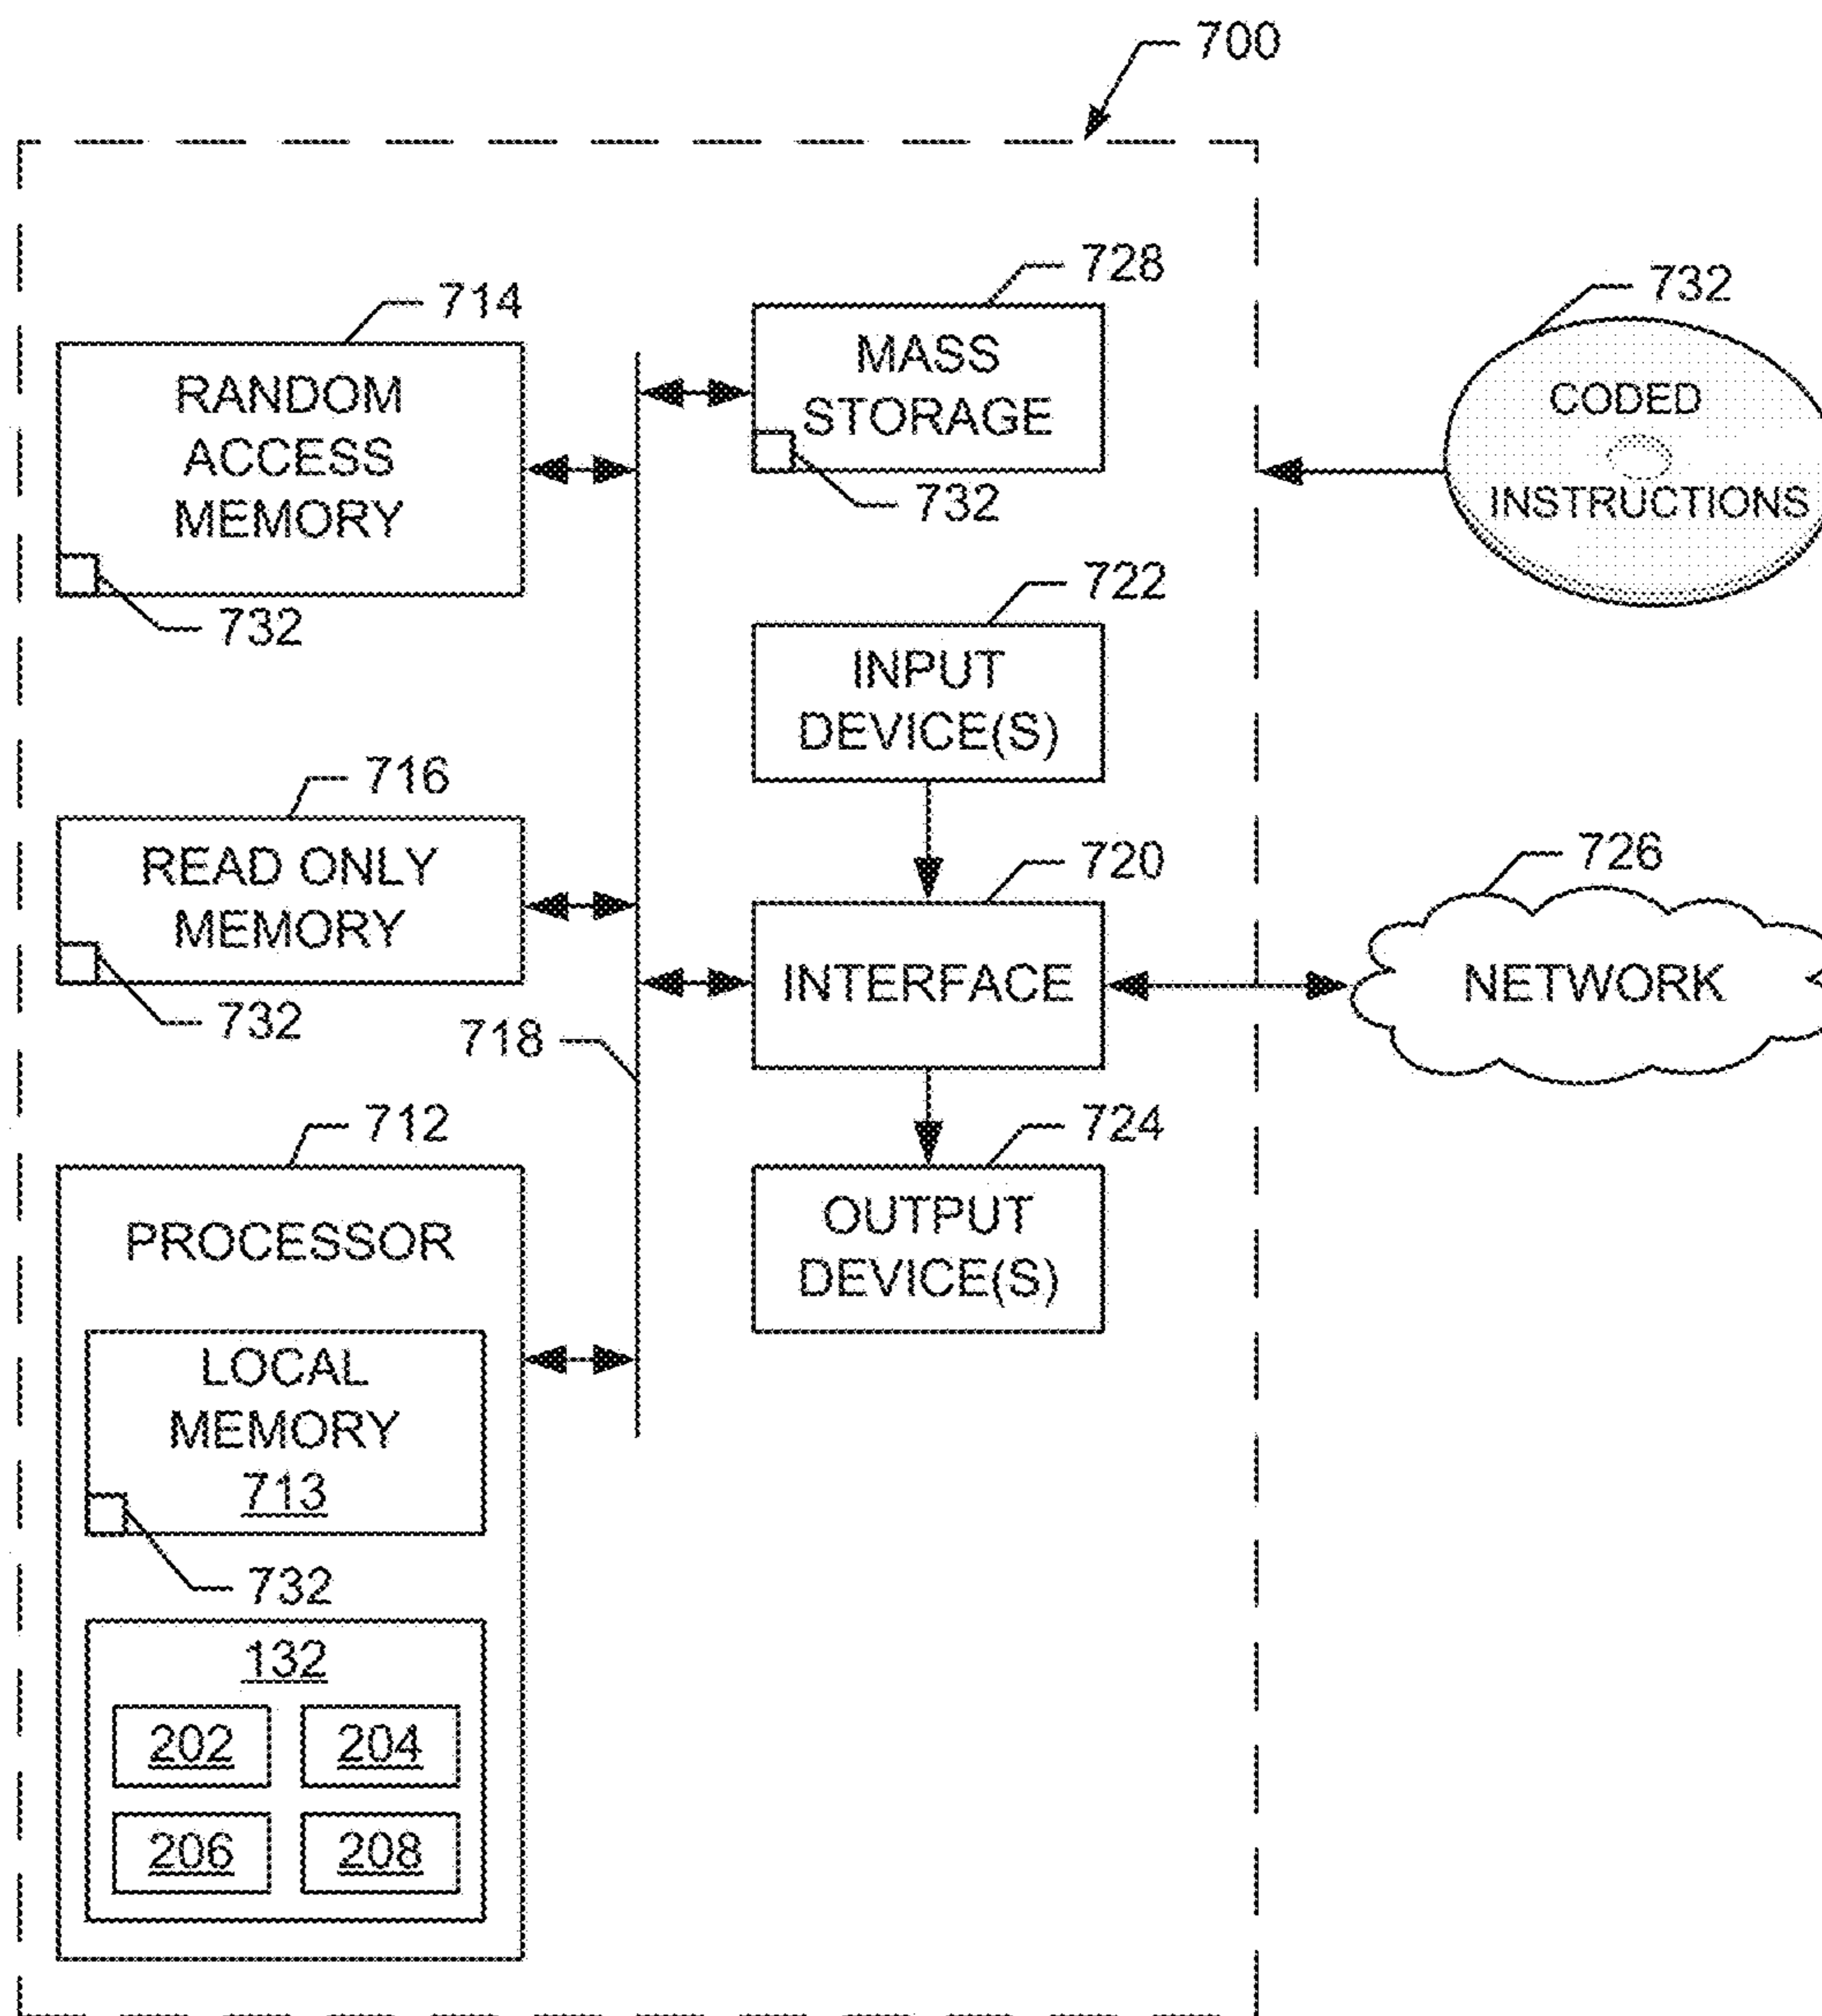 700
714
RANDOM
ACCESS
MEMORY
732
728
MASS
STORAGE
732
732
CODED
INSTRUCTIONS
722
INPUT
DEVICE(S)
716
READ ONLY
MEMORY
732
720
INTERFACE
726
NETWORK
718
712
PROCESSOR
LOCAL
MEMORY
713
732
132
202 204
206 208
724
OUTPUT
DEVICE(S)